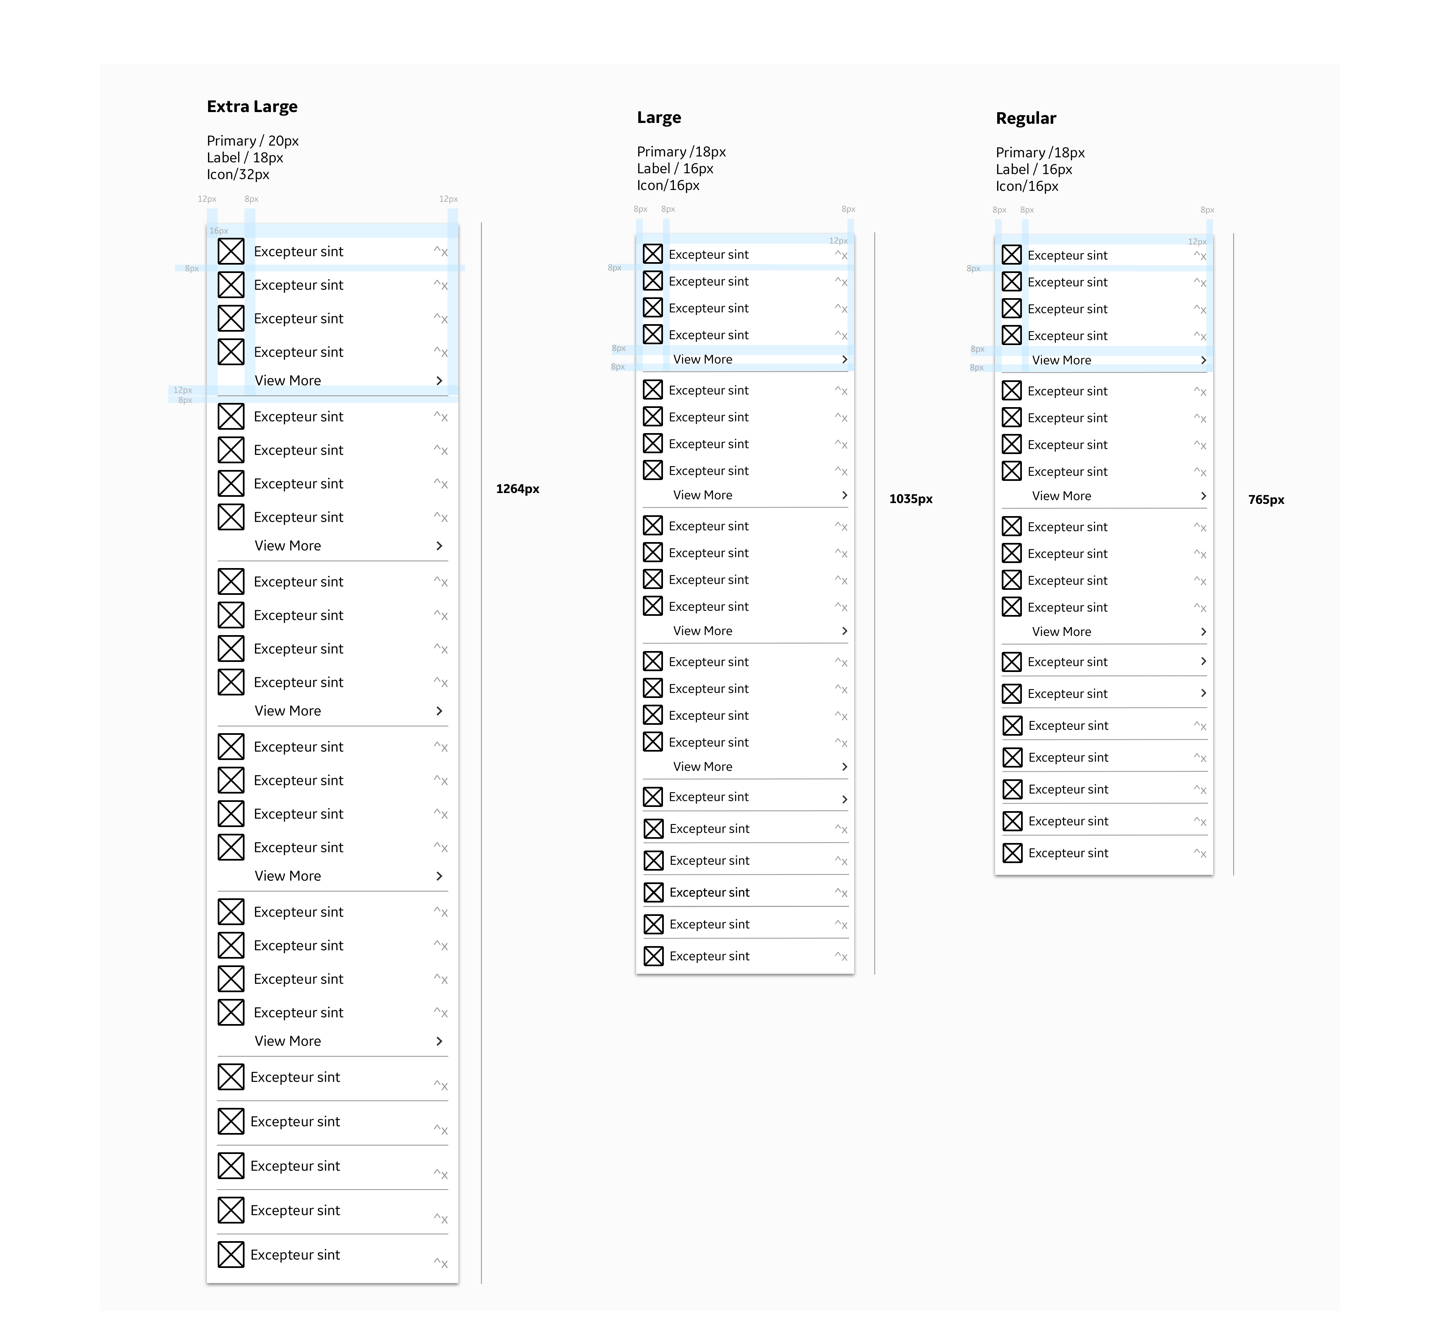 Extra Large
Primary / 20px
Label / 18px
Icon/32px
12px 8px 12px
16px
Excepteur sint ^x
8px
Excepteur sint ^x
Excepteur sint ^x
Excepteur sint ^x
View More >
12px
8px
Excepteur sint ^x
Excepteur sint ^x
Excepteur sint ^x
Excepteur sint ^x
View More >
Excepteur sint ^x
Excepteur sint ^x
Excepteur sint ^x
Excepteur sint ^x
View More >
Excepteur sint ^x
Excepteur sint ^x
Excepteur sint ^x
Excepteur sint ^x
View More >
Excepteur sint ^x
Excepteur sint ^x
Excepteur sint ^x
Excepteur sint ^x
View More >
Excepteur sint ^x
Excepteur sint ^x
Excepteur sint ^x
Excepteur sint ^x
Excepteur sint ^x
1264px
Large
Primary /18px
Label / 16px
Icon/16px
8px 8px 8px
12px
Excepteur sint ^x
8px
Excepteur sint ^x
Excepteur sint ^x
Excepteur sint ^x
8px
View More >
8px
Excepteur sint ^x
Excepteur sint ^x
Excepteur sint ^x
Excepteur sint ^x
View More >
Excepteur sint ^x
Excepteur sint ^x
Excepteur sint ^x
Excepteur sint ^x
View More >
Excepteur sint ^x
Excepteur sint ^x
Excepteur sint ^x
Excepteur sint ^x
View More >
Excepteur sint >
Excepteur sint ^x
Excepteur sint ^x
Excepteur sint ^x
Excepteur sint ^x
Excepteur sint ^x
1035px
Regular
Primary /18px
Label / 16px
Icon/16px
8px 8px 8px
12px
Excepteur sint ^x
8px
Excepteur sint ^x
Excepteur sint ^x
Excepteur sint ^x
8px
View More >
8px
Excepteur sint ^x
Excepteur sint ^x
Excepteur sint ^x
Excepteur sint ^x
View More >
Excepteur sint ^x
Excepteur sint ^x
Excepteur sint ^x
Excepteur sint ^x
View More >
Excepteur sint >
Excepteur sint >
Excepteur sint ^x
Excepteur sint ^x
Excepteur sint ^x
Excepteur sint ^x
Excepteur sint ^x
765px